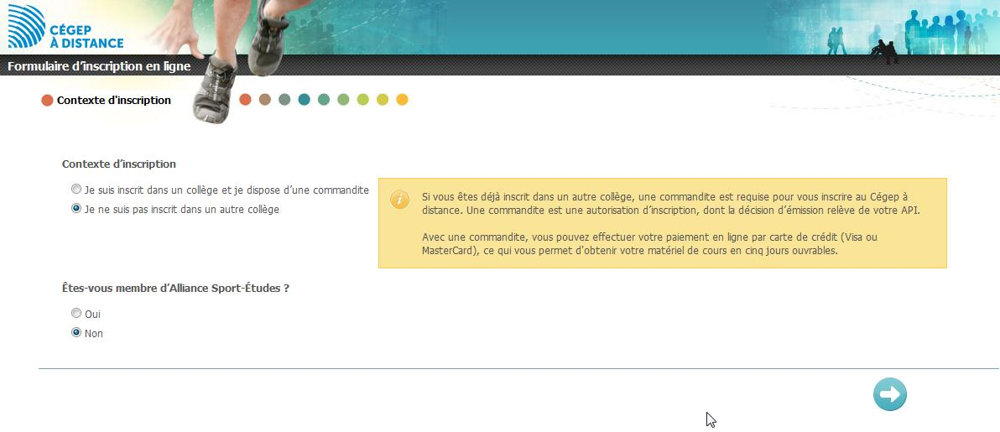 CÉGEP
À DISTANCE
Formulaire d'inscription en ligne
Contexte d'inscription
Contexte d'inscription
Je suis inscrit dans un collège et je dispose d'une commandite
Je ne suis pas inscrit dans un autre collège
Si vous êtes déjà inscrit dans un autre collège, une commandite est requise pour vous inscrire au Cégep à
distance. Une commandite est une autorisation d'inscription, dont la décision d'émission relève de votre API.
Avec une commandite, vous pouvez effectuer votre paiement en ligne par carte de crédit (Visa ou
MasterCard), ce qui vous permet d'obtenir votre matériel de cours en cinq jours ouvrables.
Êtes-vous membre d'Alliance Sport-Études ?
Oui
Non